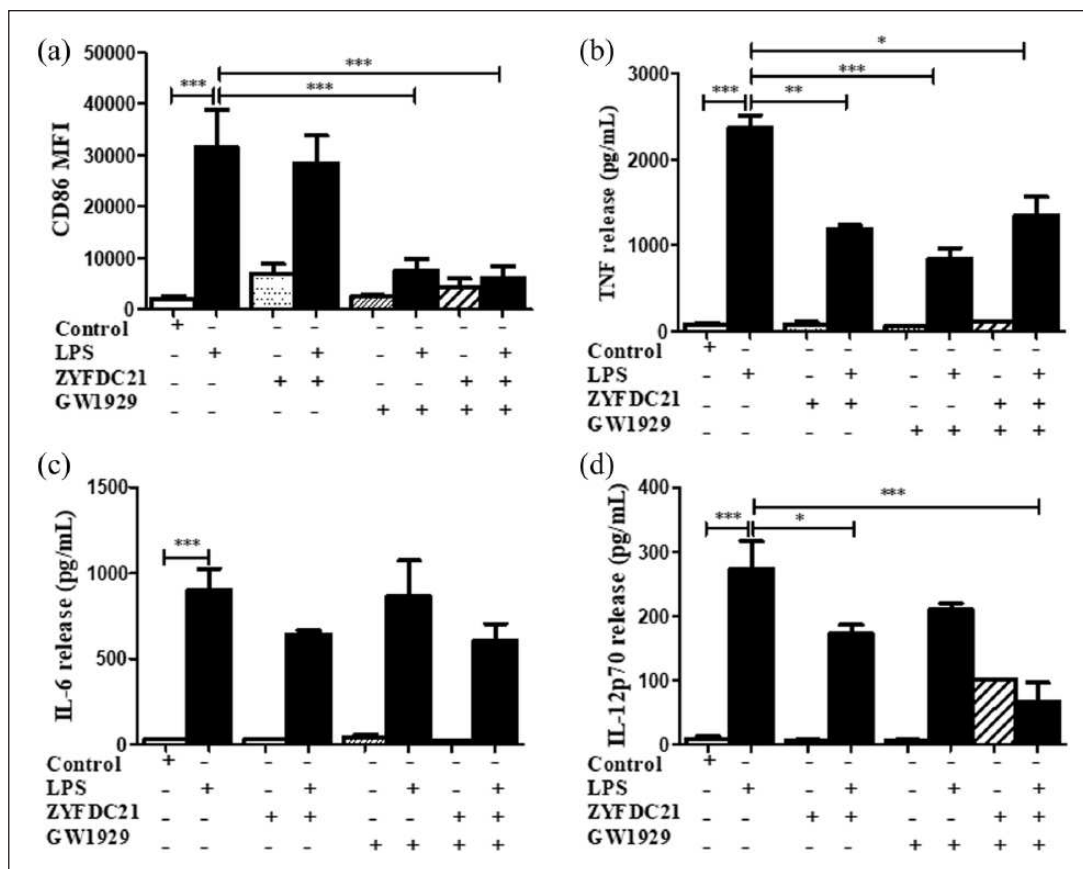 (a)
CD86 MFI
50000
40000
30000
20000
10000
0
***
***
***
Control + - - - - - - -
LPS - + - + - + - +
ZYFDC21 - - + + - - + +
GW1929 - - - - + + + +
(b)
TNF release (pg/mL)
3000
2000
1000
0
*
***
*** **
Control + - - - - - - -
LPS - + - + - + - +
ZYFDC21 - - + + - - + +
GW1929 - - - - + + + +
(c)
IL-6 release (pg/mL)
1500
1000
500
0
***
Control + - - - - - - -
LPS - + - + - + - +
ZYFDC21 - - + + - - + +
GW1929 - - - - + + + +
(d)
IL-12p70 release (pg/mL)
400
300
200
100
0
***
*** *
Control + - - - - - - -
LPS - + - + - + - +
ZYFDC21 - - + + - - + +
GW1929 - - - - + + + +